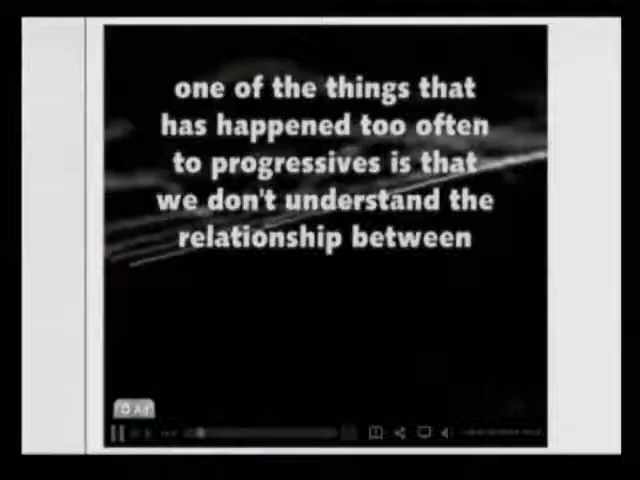 one of the things that
has happened too often
to progressives is that
we don't understand the
relationship between